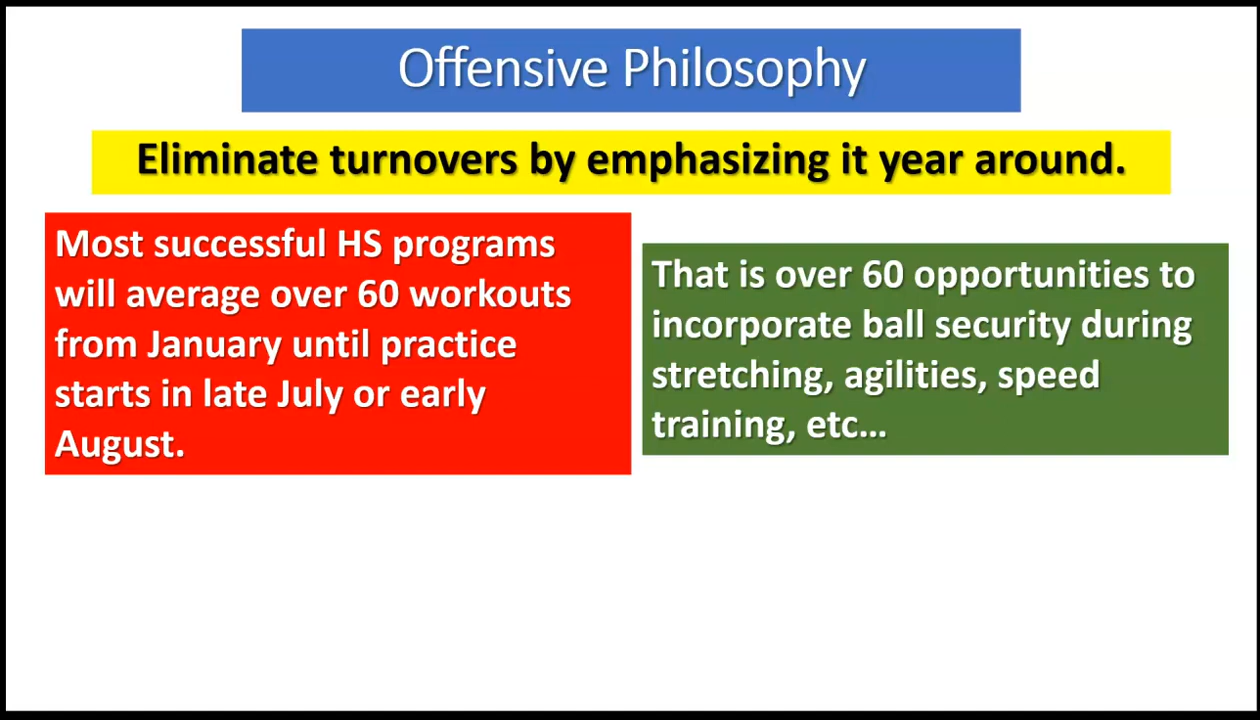 Offensive Philosophy
Eliminate turnovers by emphasizing it year around.
Most successful HS programs
will average over 60 workouts
from January until practice
starts in late July or early
August.
That is over 60 opportunities to
incorporate ball security during
stretching, agilities, speed
training, etc…